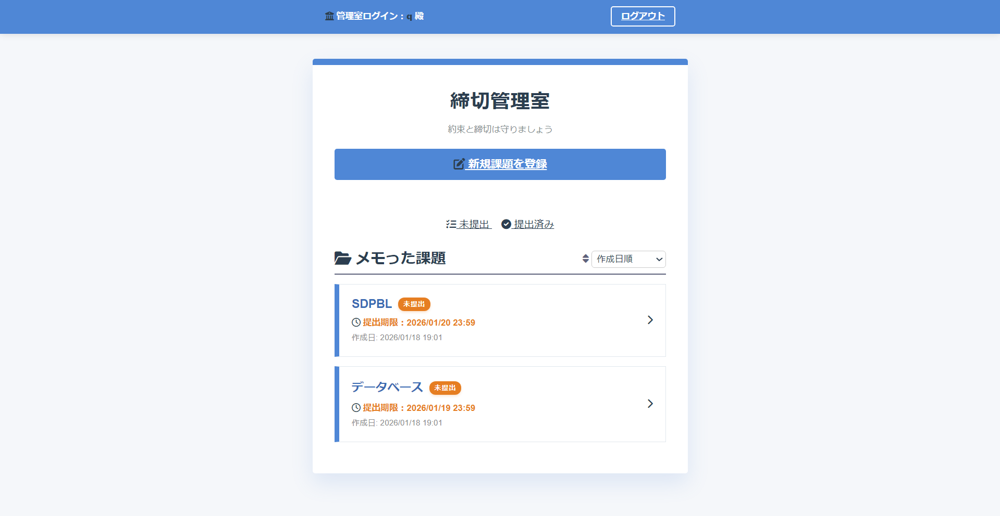 管理室ログイン：q 殿
ログアウト
締切管理室
約束と締切は守りましょう
新規課題を登録
未提出 提出済み
メモった課題
作成日順
SDPBL 未提出
提出期限：2026/01/20 23:59
作成日: 2026/01/18 19:01
データベース 未提出
提出期限：2026/01/19 23:59
作成日: 2026/01/18 19:01